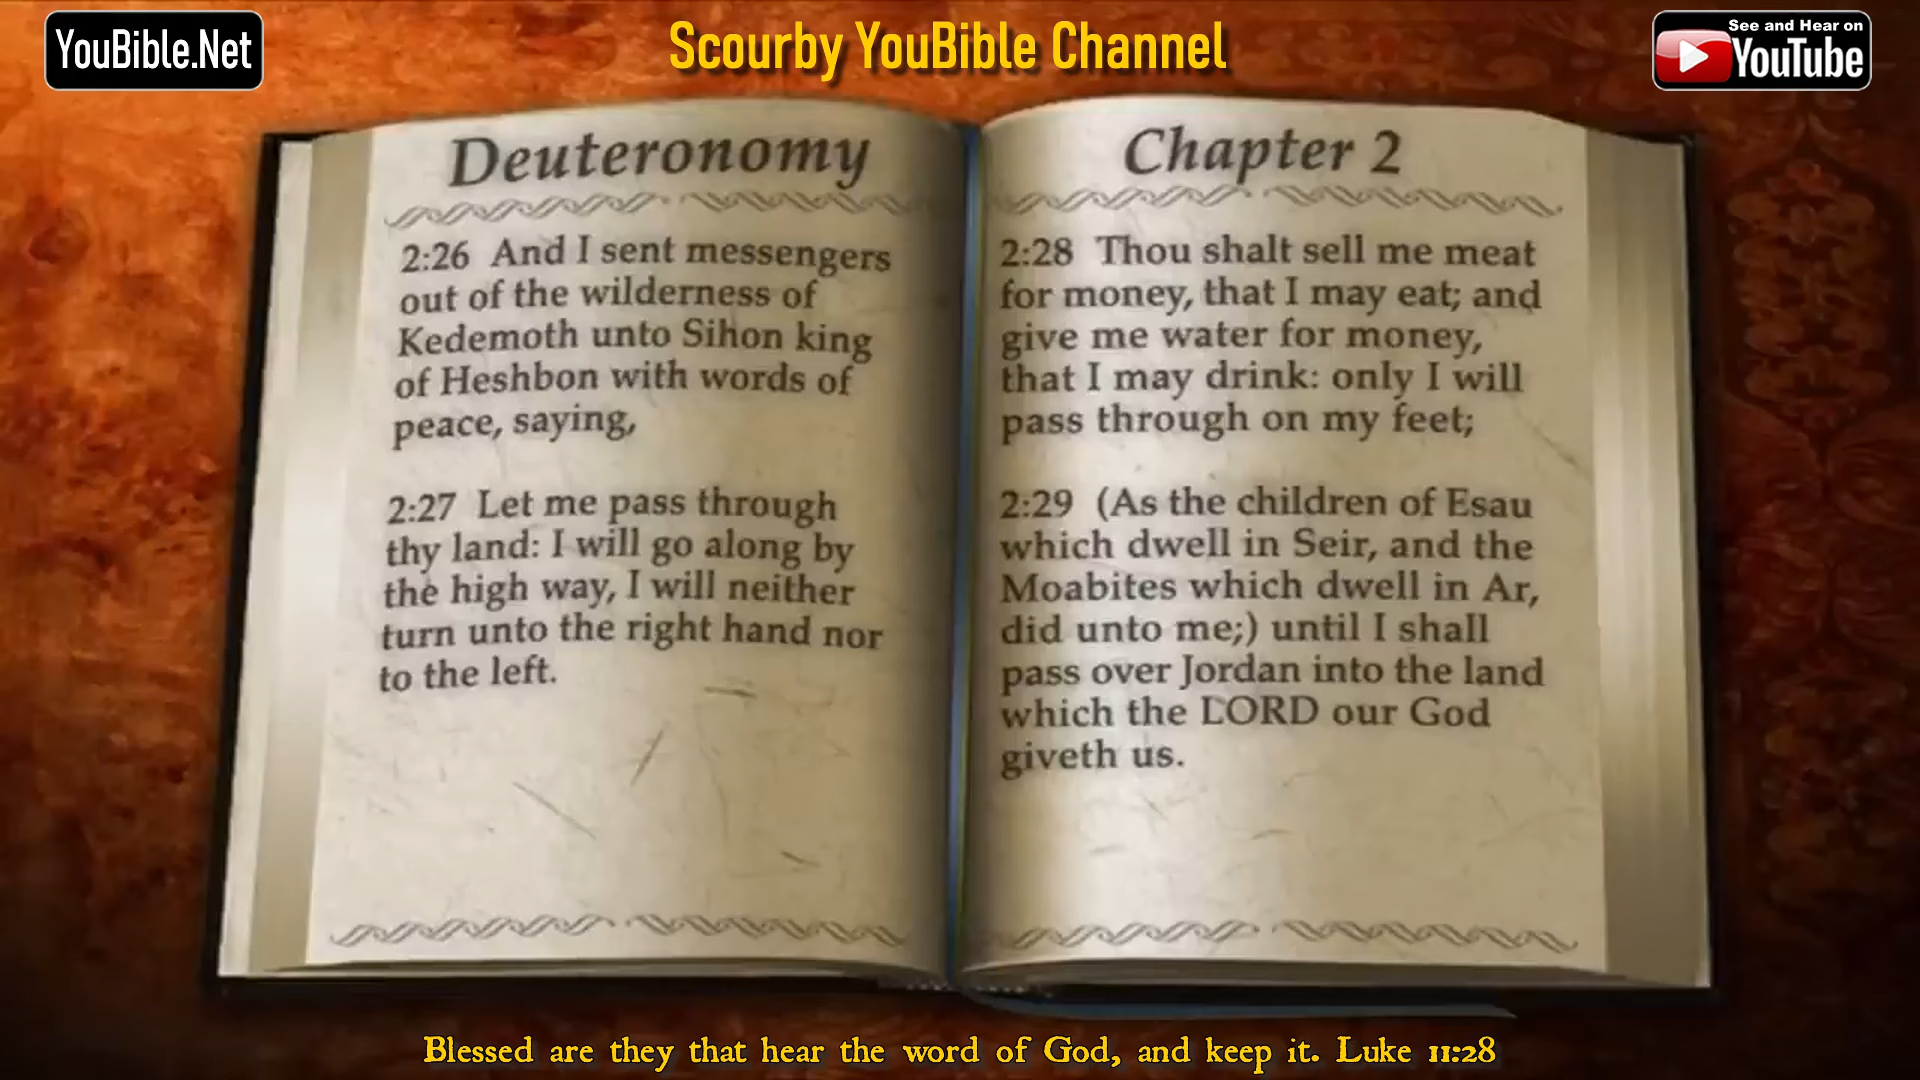 YouBible.Net
Scourby YouBible Channel
See and Hear on
YouTube
Deuteronomy
2:26 And I sent messengers
out of the wilderness of
Kedemoth unto Sihon king
of Heshbon with words of
peace, saying,
2:27 Let me pass through
thy land: I will go along by
the high way, I will neither
turn unto the right hand nor
to the left.
Chapter 2
2:28 Thou shalt sell me meat
for money, that I may eat; and
give me water for money,
that I may drink: only I will
pass through on my feet;
2:29 (As the children of Esau
which dwell in Seir, and the
Moabites which dwell in Ar,
did unto me;) until I shall
pass over Jordan into the land
which the LORD our God
giveth us.
Blessed are they that hear the word of God, and keep it. Luke 11:28